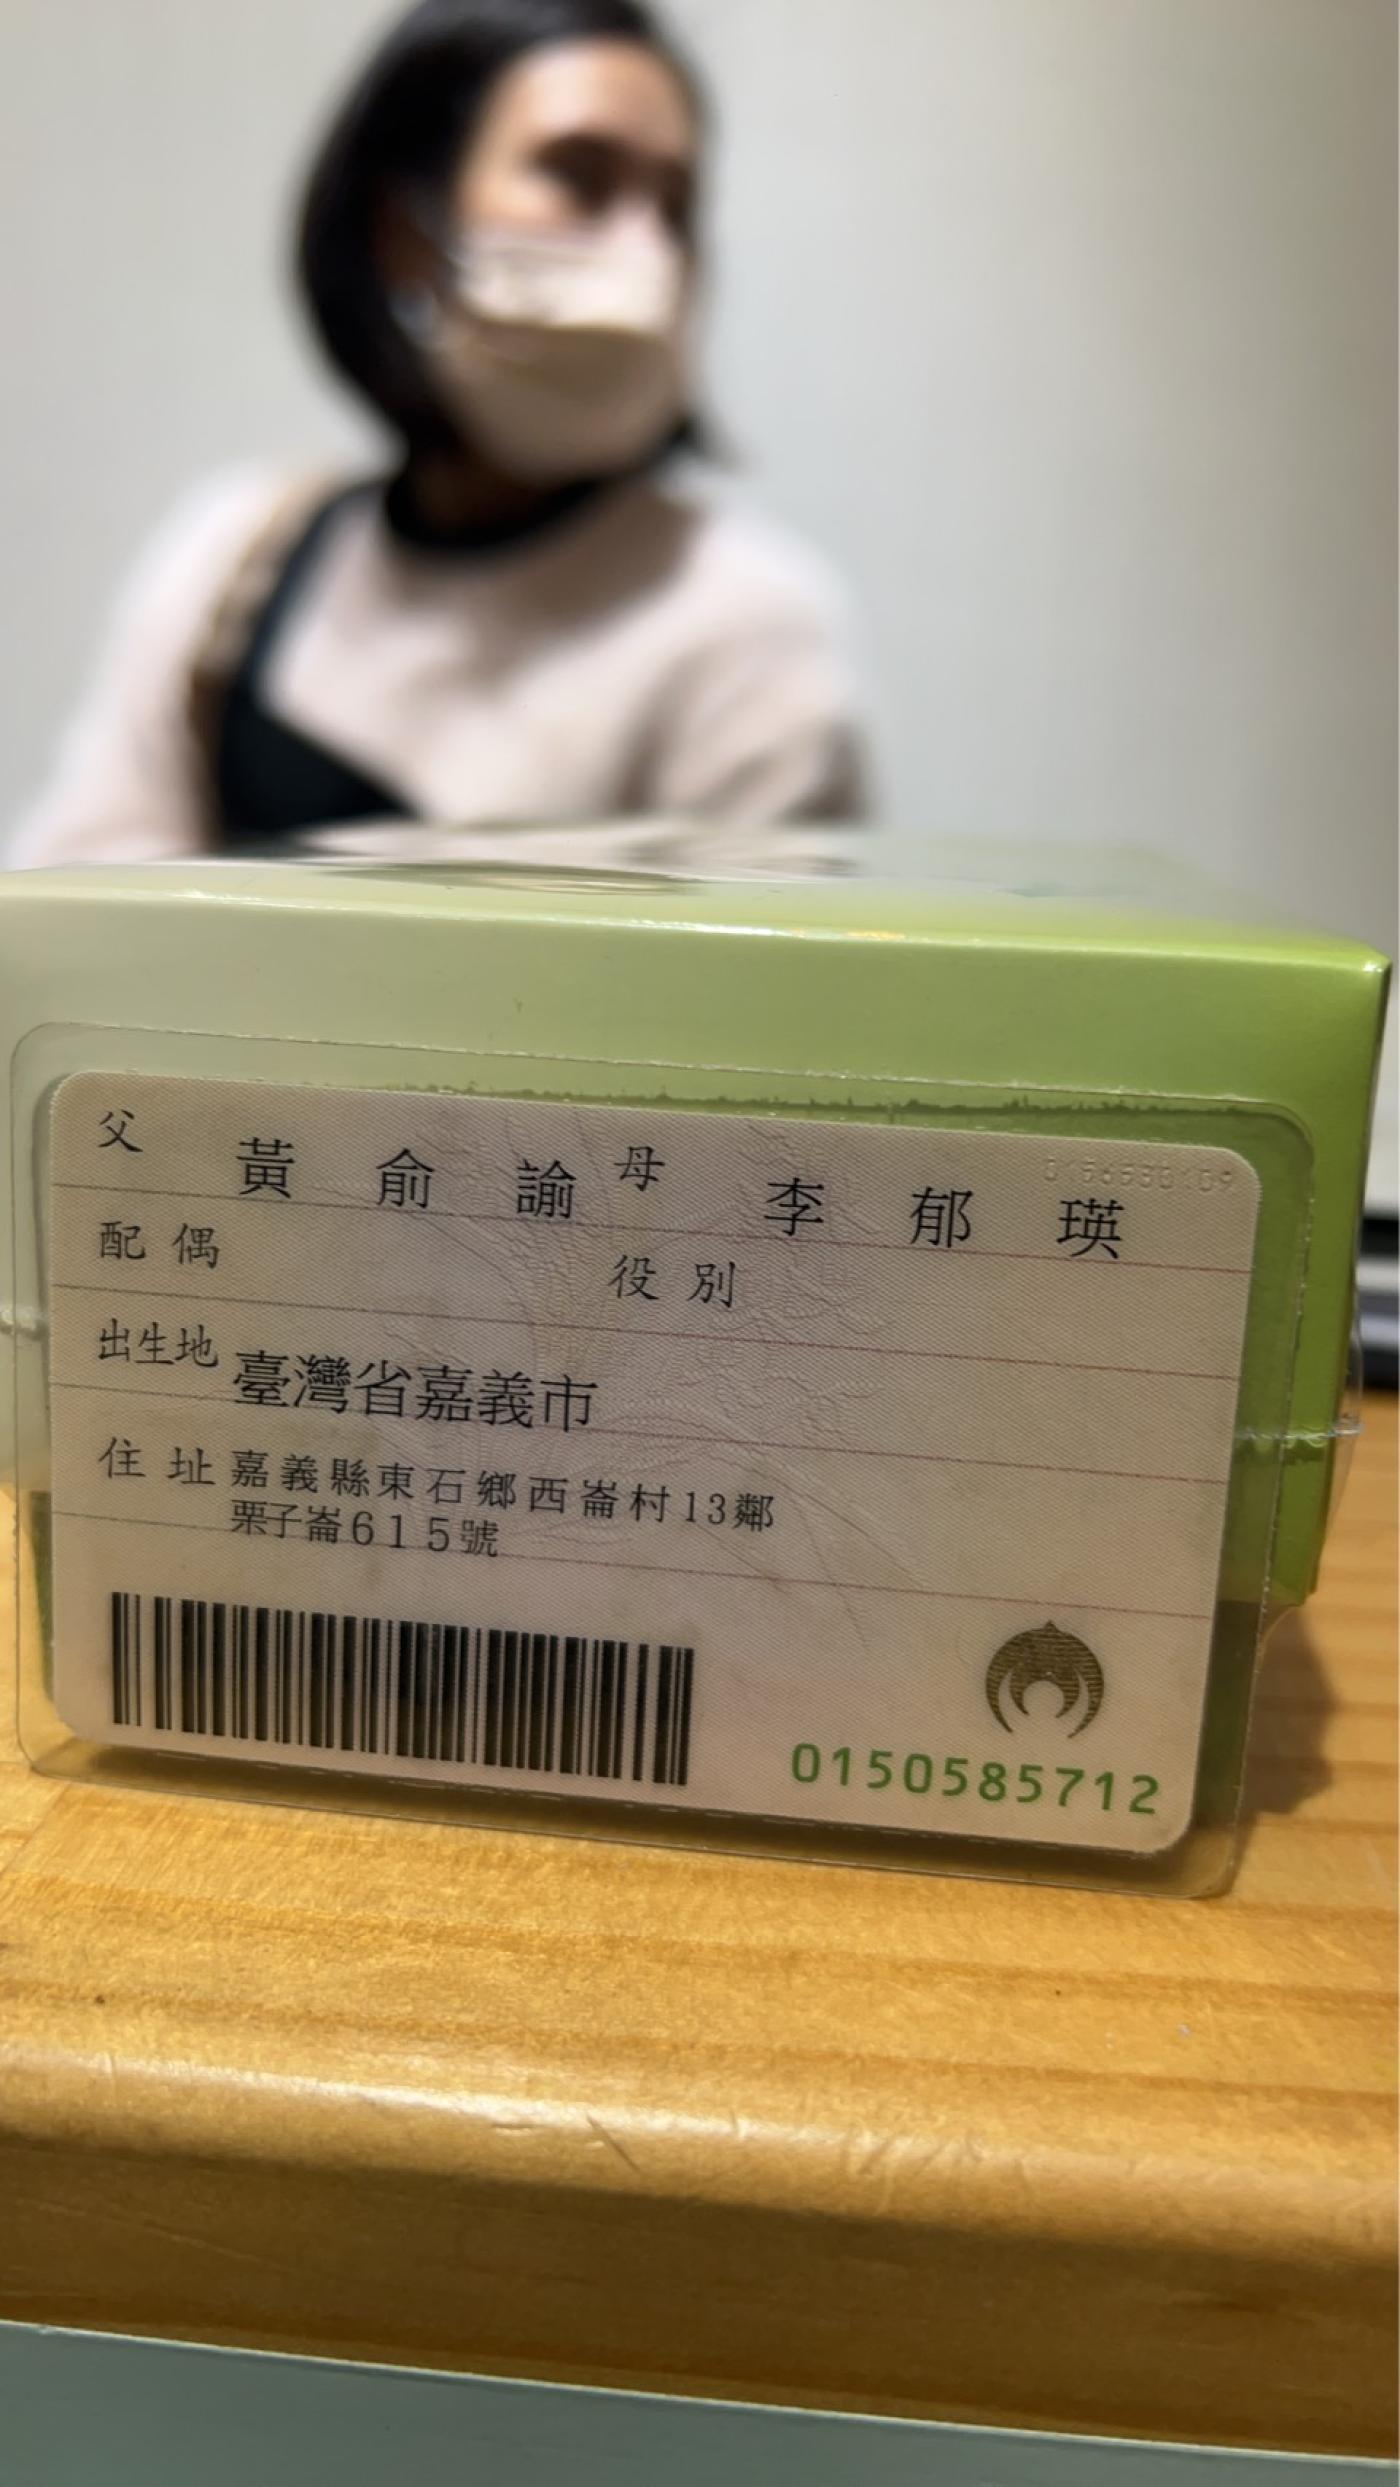 父 黃俞諭 母 李郁瑛
配偶 役別
出生地 臺灣省嘉義市
住址 嘉義縣東石鄉西崙村13鄰
栗子崙615號
0150585712